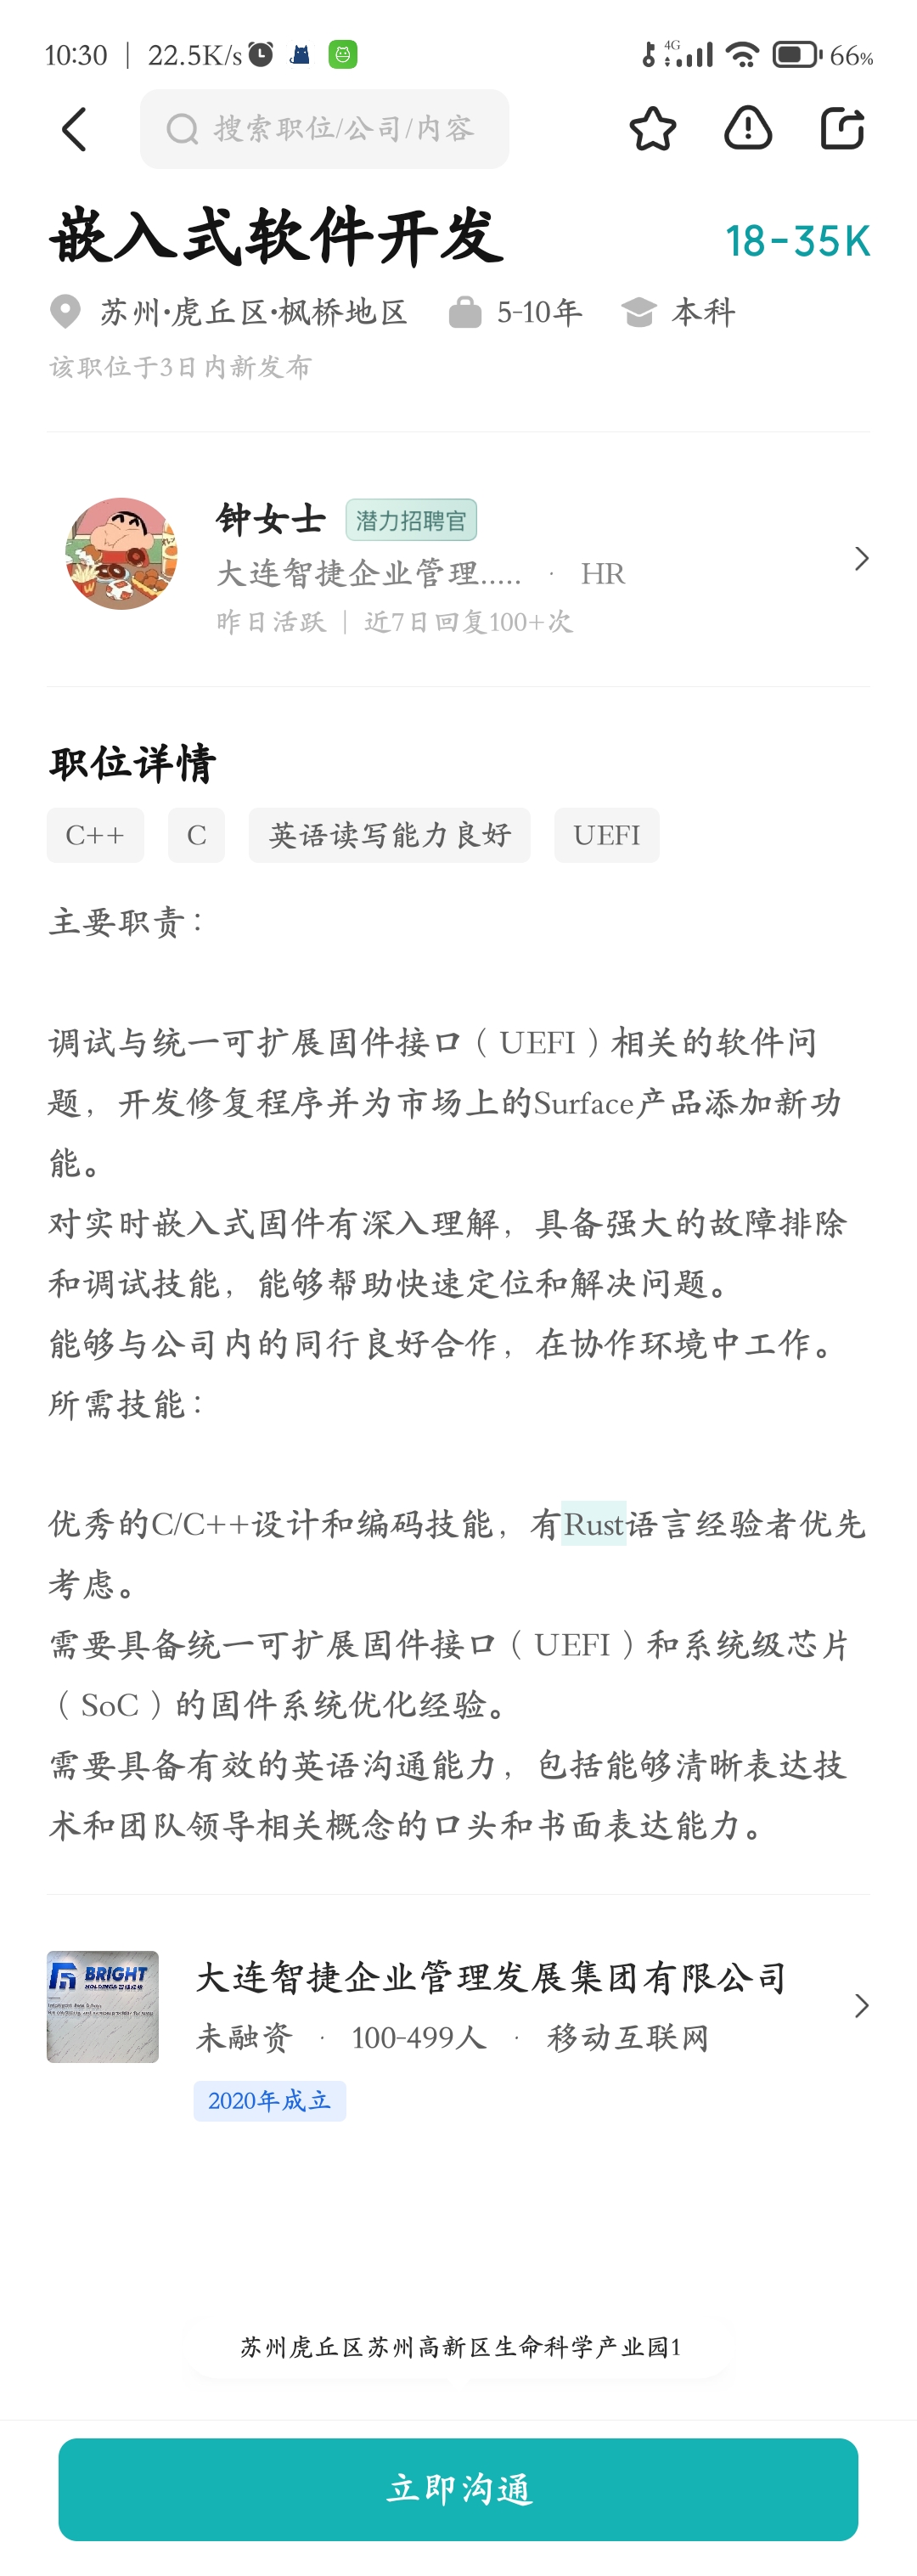 10:30 | 22.5K/s 4G 66%
搜索职位/公司/内容
嵌入式软件开发 18-35K
苏州·虎丘区·枫桥地区 5-10年 本科
该职位于3日内新发布
钟女士 潜力招聘官
大连智捷企业管理..... · HR
昨日活跃 | 近7日回复100+次
职位详情
C++ C 英语读写能力良好 UEFI
主要职责：
调试与统一可扩展固件接口（UEFI）相关的软件问
题，开发修复程序并为市场上的Surface产品添加新功
能。
对实时嵌入式固件有深入理解，具备强大的故障排除
和调试技能，能够帮助快速定位和解决问题。
能够与公司内的同行良好合作，在协作环境中工作。
所需技能：
优秀的C/C++设计和编码技能，有Rust语言经验者优先
考虑。
需要具备统一可扩展固件接口（UEFI）和系统级芯片
（SoC）的固件系统优化经验。
需要具备有效的英语沟通能力，包括能够清晰表达技
术和团队领导相关概念的口头和书面表达能力。
BRIGHT
大连智捷企业管理发展集团有限公司
未融资 · 100-499人 · 移动互联网
2020年成立
苏州虎丘区苏州高新区生命科学产业园1
立即沟通